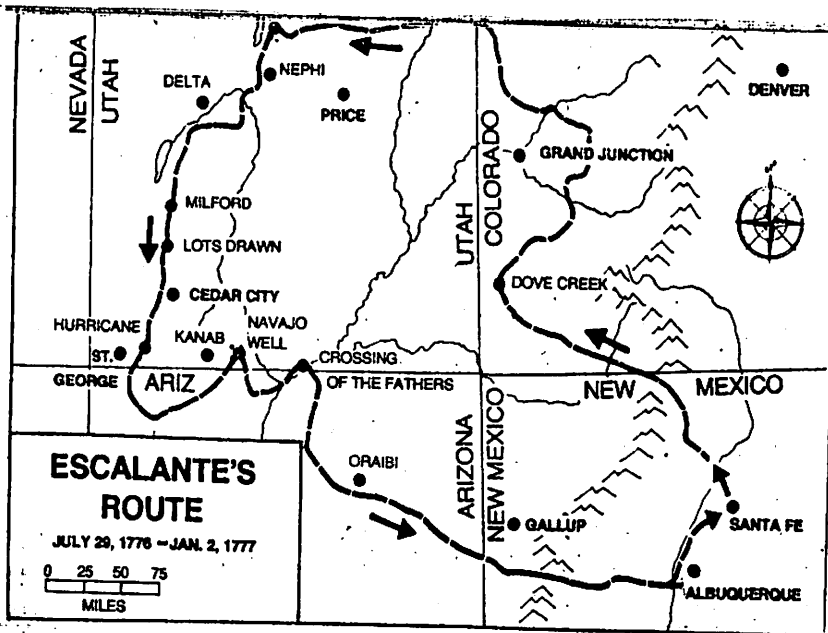 NEVADA
UTAH
DELTA
NEPHI
PRICE
DENVER
UTAH
COLORADO
GRAND JUNCTION
MILFORD
LOTS DRAWN
CEDAR CITY
DOVE CREEK
HURRICANE
KANAB
NAVAJO
WELL
ST.
GEORGE
ARIZ
CROSSING
OF THE FATHERS
NEW MEXICO
ARIZONA
NEW MEXICO
ORAIBI
GALLUP
SANTA FE
ALBUQUERQUE
ESCALANTE'S
ROUTE
JULY 29, 1776 – JAN. 2, 1777
0 25 50 75
MILES